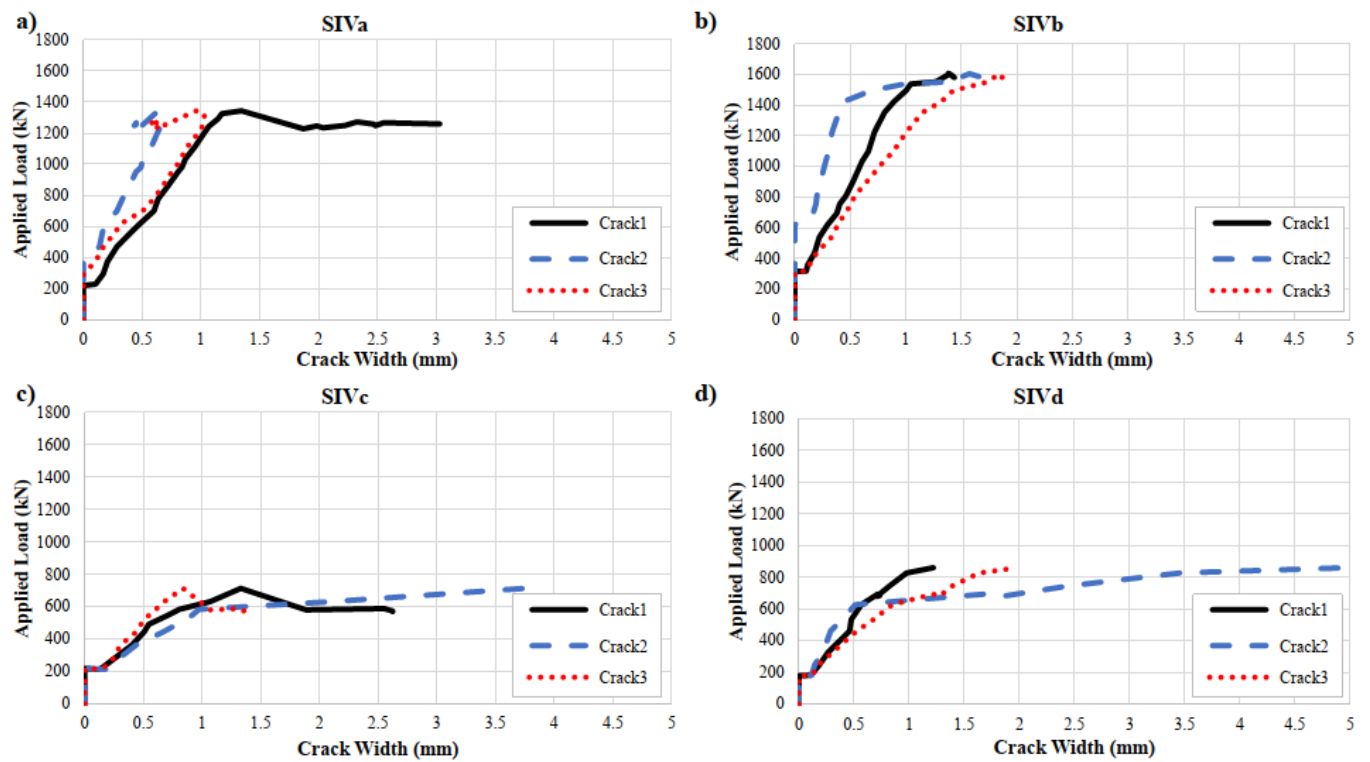 a)
SIVa
Applied Load (kN)
1800
1600
1400
1200
1000
800
600
400
200
0
Crack1
Crack2
Crack3
0 0.5 1 1.5 2 2.5 3 3.5 4 4.5 5
Crack Width (mm)
b)
SIVb
Applied Load (kN)
1800
1600
1400
1200
1000
800
600
400
200
0
Crack1
Crack2
Crack3
0 0.5 1 1.5 2 2.5 3 3.5 4 4.5 5
Crack Width (mm)
c)
SIVc
Applied Load (kN)
1800
1600
1400
1200
1000
800
600
400
200
0
Crack1
Crack2
Crack3
0 0.5 1 1.5 2 2.5 3 3.5 4 4.5 5
Crack Width (mm)
d)
SIVd
Applied Load (kN)
1800
1600
1400
1200
1000
800
600
400
200
0
Crack1
Crack2
Crack3
0 0.5 1 1.5 2 2.5 3 3.5 4 4.5 5
Crack Width (mm)